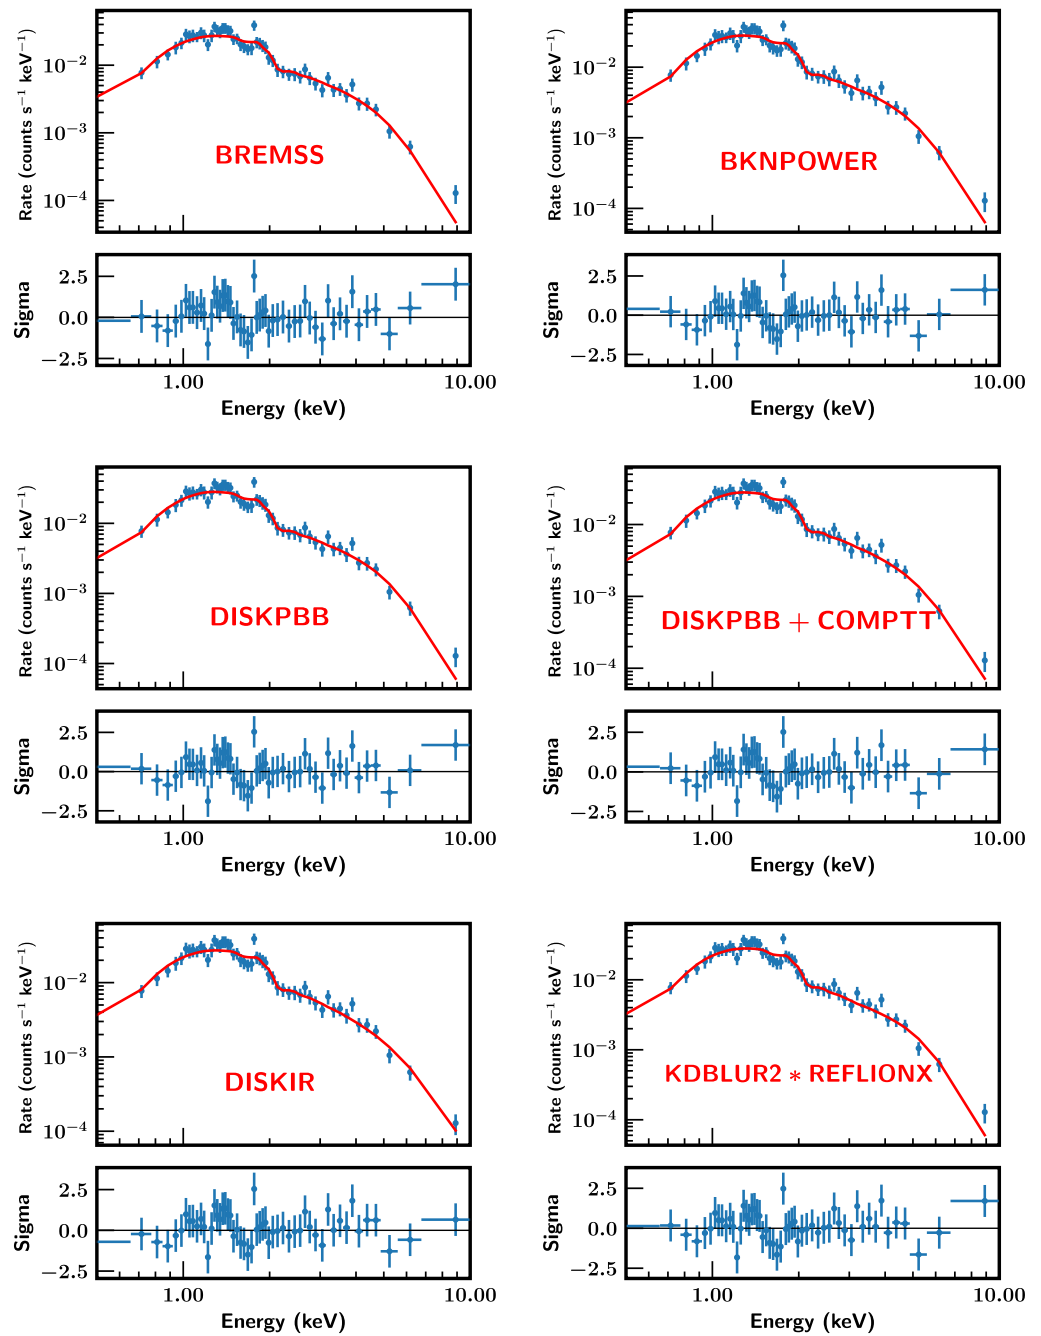 Rate (counts s−1 keV−1)
10−2
10−3
10−4
BREMSS
Sigma
2.5
0.0
−2.5
1.00
10.00
Energy (keV)
Rate (counts s−1 keV−1)
10−2
10−3
10−4
BKNPOWER
Sigma
2.5
0.0
−2.5
1.00
10.00
Energy (keV)
Rate (counts s−1 keV−1)
10−2
10−3
10−4
DISKPBB
Sigma
2.5
0.0
−2.5
1.00
10.00
Energy (keV)
Rate (counts s−1 keV−1)
10−2
10−3
10−4
DISKPBB + COMPTT
Sigma
2.5
0.0
−2.5
1.00
10.00
Energy (keV)
Rate (counts s−1 keV−1)
10−2
10−3
10−4
DISKIR
Sigma
2.5
0.0
−2.5
1.00
10.00
Energy (keV)
Rate (counts s−1 keV−1)
10−2
10−3
10−4
KDBLUR2 ∗ REFLIONX
Sigma
2.5
0.0
−2.5
1.00
10.00
Energy (keV)